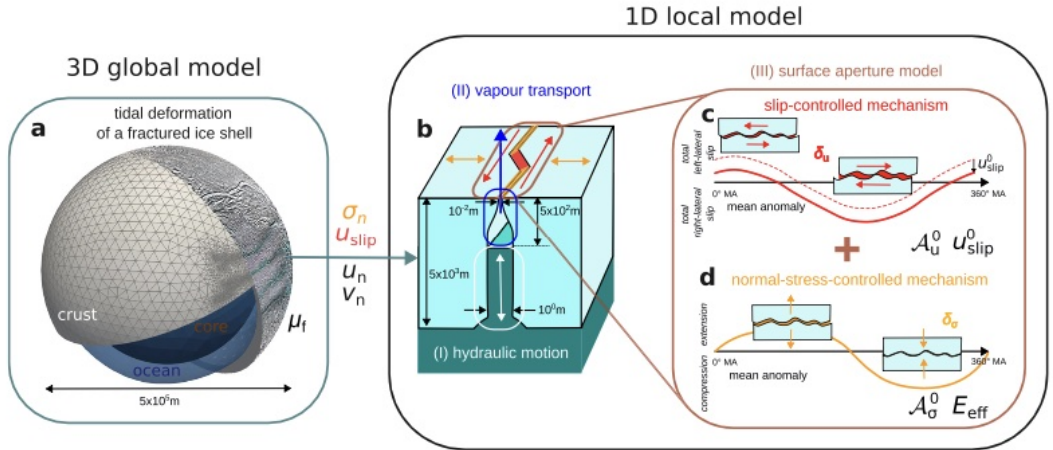 1D local model
3D global model
(III) surface aperture model
a
tidal deformation
of a fractured ice shell
crust
core
ocean
μf
5x10⁵m
σn
uslip
un
vn
(II) vapour transport
b
10⁻²m
5x10²m
5x10³m
10⁰m
(I) hydraulic motion
c
slip-controlled mechanism
total
left-lateral
slip
δu
u⁰slip
0° MA
360° MA
mean anomaly
total
right-lateral
slip
𝒜⁰u u⁰slip
+
d
normal-stress-controlled mechanism
extension
δσ
0° MA
360° MA
mean anomaly
compression
𝒜⁰σ Eeff